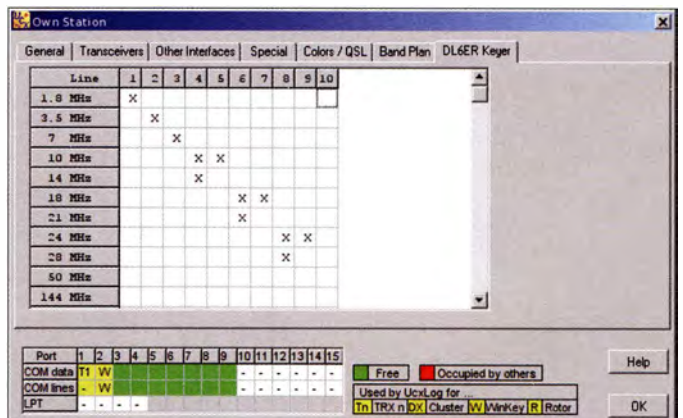 Own Station
General Transceivers Other Interfaces Special Colors / QSL Band Plan DL6ER Keyer
Line 1 2 3 4 5 6 7 8 9 10
1.8 MHz X
3.5 MHz X
7 MHz X
10 MHz X X
14 MHz X
18 MHz X X
21 MHz X
24 MHz X X
28 MHz X
50 MHz
144 MHz
Port 1 2 3 4 5 6 7 8 9 10 11 12 13 14 15
COM data T1 W - - - - - -
COM lines - W - - - - - -
LPT - - - -
Free Occupied by others
Used by UcxLog for ...
Tn TRX n DX Cluster W WinKey R Rotor
Help
OK